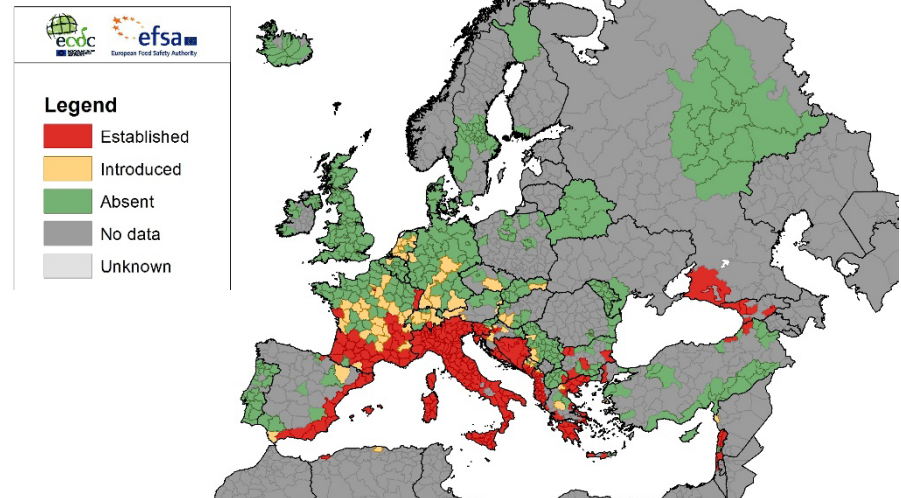 ecdc
efsa
European Food Safety Authority
Legend
Established
Introduced
Absent
No data
Unknown